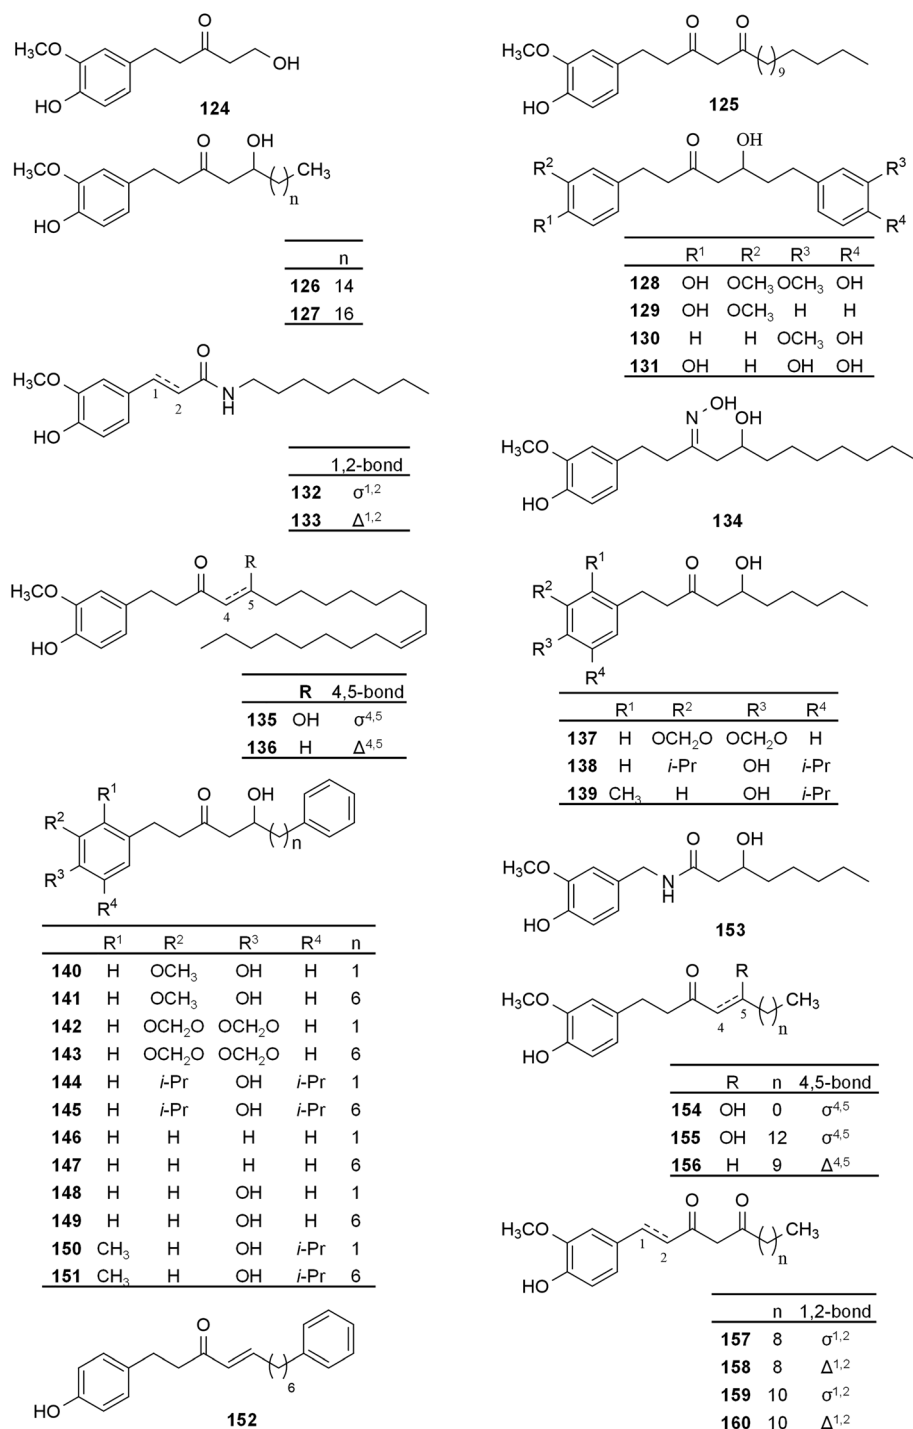 O
H₃CO
OH
HO
124
O O
H₃CO
9
HO
125
O OH
H₃CO
CH₃
n
HO
n
126 14
127 16
O OH
R² R³
R¹ R⁴
R¹ R² R³ R⁴
128 OH OCH₃ OCH₃ OH
129 OH OCH₃ H H
130 H H OCH₃ OH
131 OH H OH OH
O
H₃CO
1 2
N
H
HO
1,2-bond
132 σ¹,²
133 Δ¹,²
OH
N OH
H₃CO
HO
134
O R
H₃CO
4 5
HO
R 4,5-bond
135 OH σ⁴,⁵
136 H Δ⁴,⁵
R¹ O OH
R²
R³
R⁴
R¹ R² R³ R⁴
137 H OCH₂O OCH₂O H
138 H i-Pr OH i-Pr
139 CH₃ H OH i-Pr
R¹ O OH
R²
n
R³
R⁴
R¹ R² R³ R⁴ n
140 H OCH₃ OH H 1
141 H OCH₃ OH H 6
142 H OCH₂O OCH₂O H 1
143 H OCH₂O OCH₂O H 6
144 H i-Pr OH i-Pr 1
145 H i-Pr OH i-Pr 6
146 H H H H 1
147 H H H H 6
148 H H OH H 1
149 H H OH H 6
150 CH₃ H OH i-Pr 1
151 CH₃ H OH i-Pr 6
O
6
HO
152
O OH
H₃CO
N
H
HO
153
O R
H₃CO
CH₃
4 5
n
HO
R n 4,5-bond
154 OH 0 σ⁴,⁵
155 OH 12 σ⁴,⁵
156 H 9 Δ⁴,⁵
O O
H₃CO
CH₃
1 2
n
HO
n 1,2-bond
157 8 σ¹,²
158 8 Δ¹,²
159 10 σ¹,²
160 10 Δ¹,²